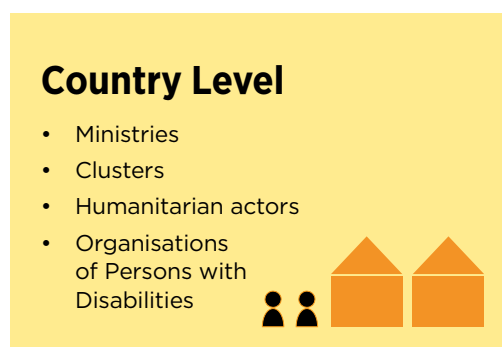 Country Level
• Ministries
• Clusters
• Humanitarian actors
• Organisations
of Persons with
Disabilities